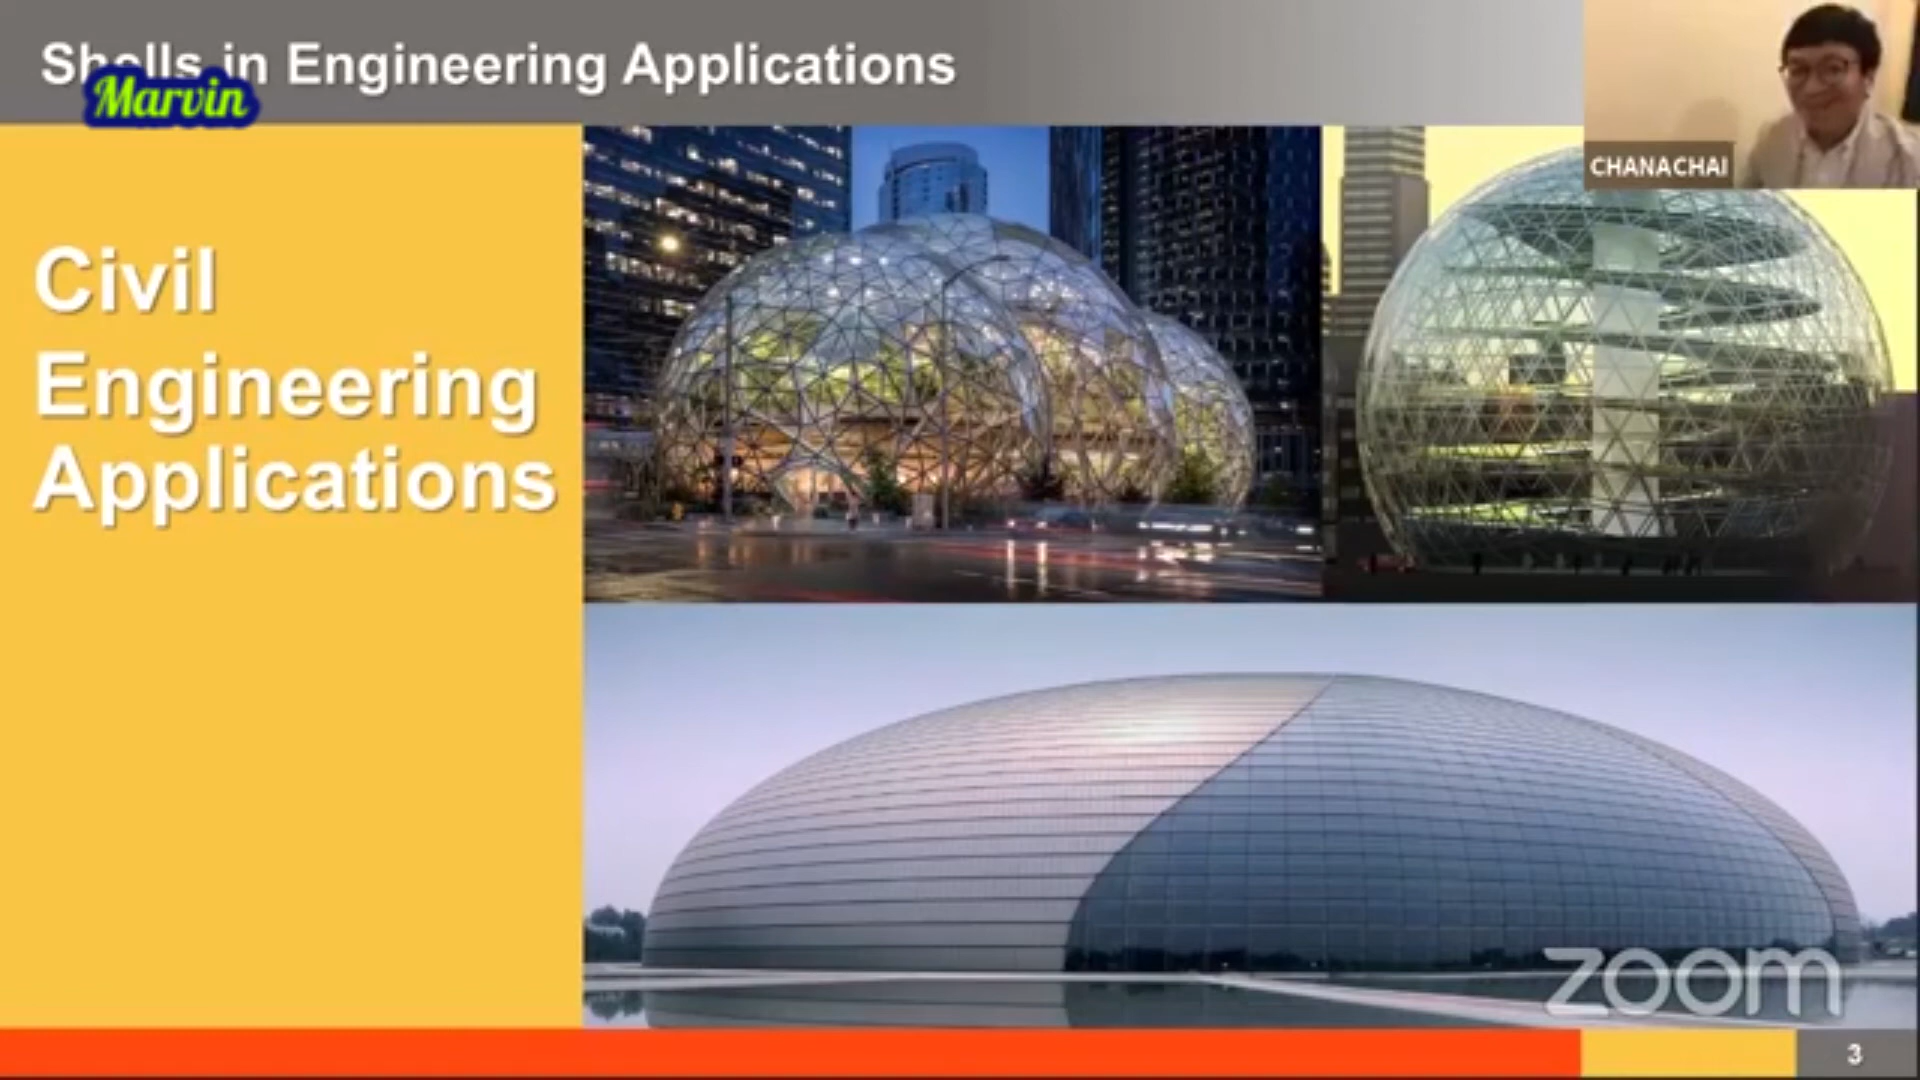 Shells in Engineering Applications
Marvin
CHANACHAI
Civil
Engineering
Applications
zoom
3